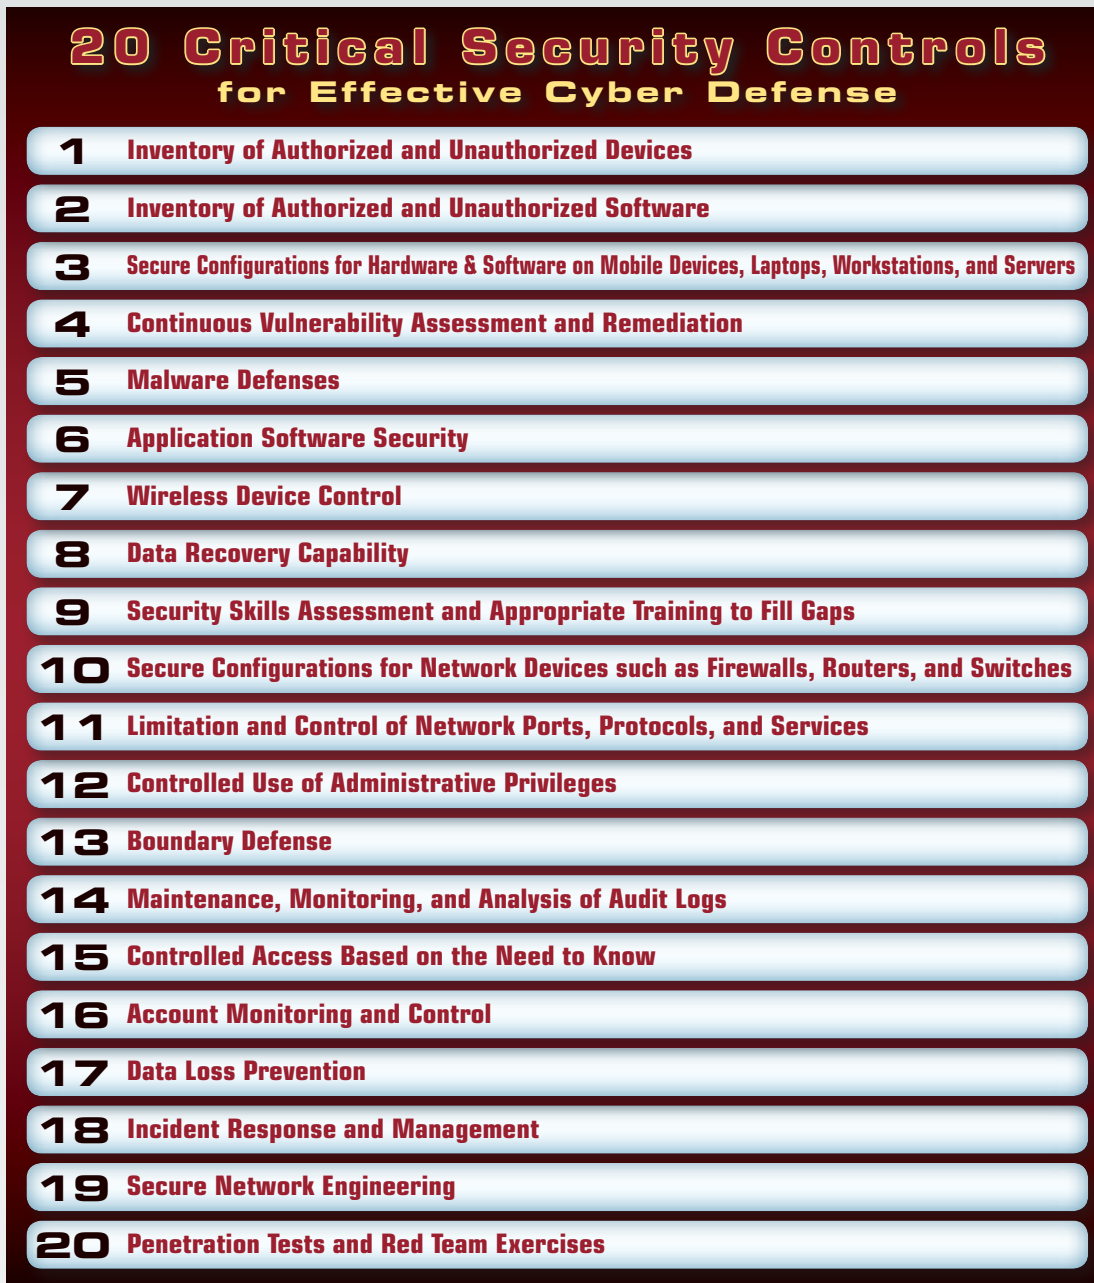 20 Critical Security Controls
for Effective Cyber Defense
1 Inventory of Authorized and Unauthorized Devices
2 Inventory of Authorized and Unauthorized Software
3 Secure Configurations for Hardware & Software on Mobile Devices, Laptops, Workstations, and Servers
4 Continuous Vulnerability Assessment and Remediation
5 Malware Defenses
6 Application Software Security
7 Wireless Device Control
8 Data Recovery Capability
9 Security Skills Assessment and Appropriate Training to Fill Gaps
10 Secure Configurations for Network Devices such as Firewalls, Routers, and Switches
11 Limitation and Control of Network Ports, Protocols, and Services
12 Controlled Use of Administrative Privileges
13 Boundary Defense
14 Maintenance, Monitoring, and Analysis of Audit Logs
15 Controlled Access Based on the Need to Know
16 Account Monitoring and Control
17 Data Loss Prevention
18 Incident Response and Management
19 Secure Network Engineering
20 Penetration Tests and Red Team Exercises